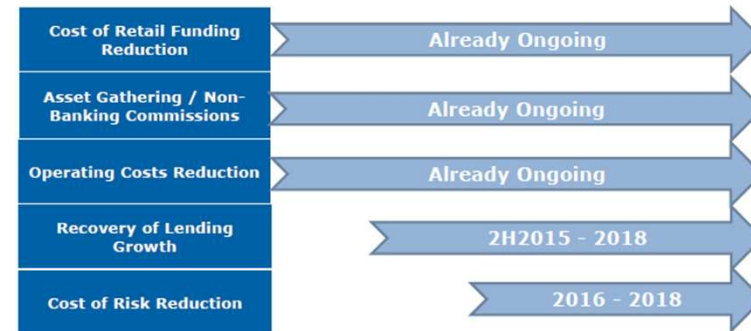 Cost of Retail Funding
Reduction
Already Ongoing
Asset Gathering / Non-
Banking Commissions
Already Ongoing
Operating Costs Reduction
Already Ongoing
Recovery of Lending
Growth
2H2015 - 2018
Cost of Risk Reduction
2016 - 2018